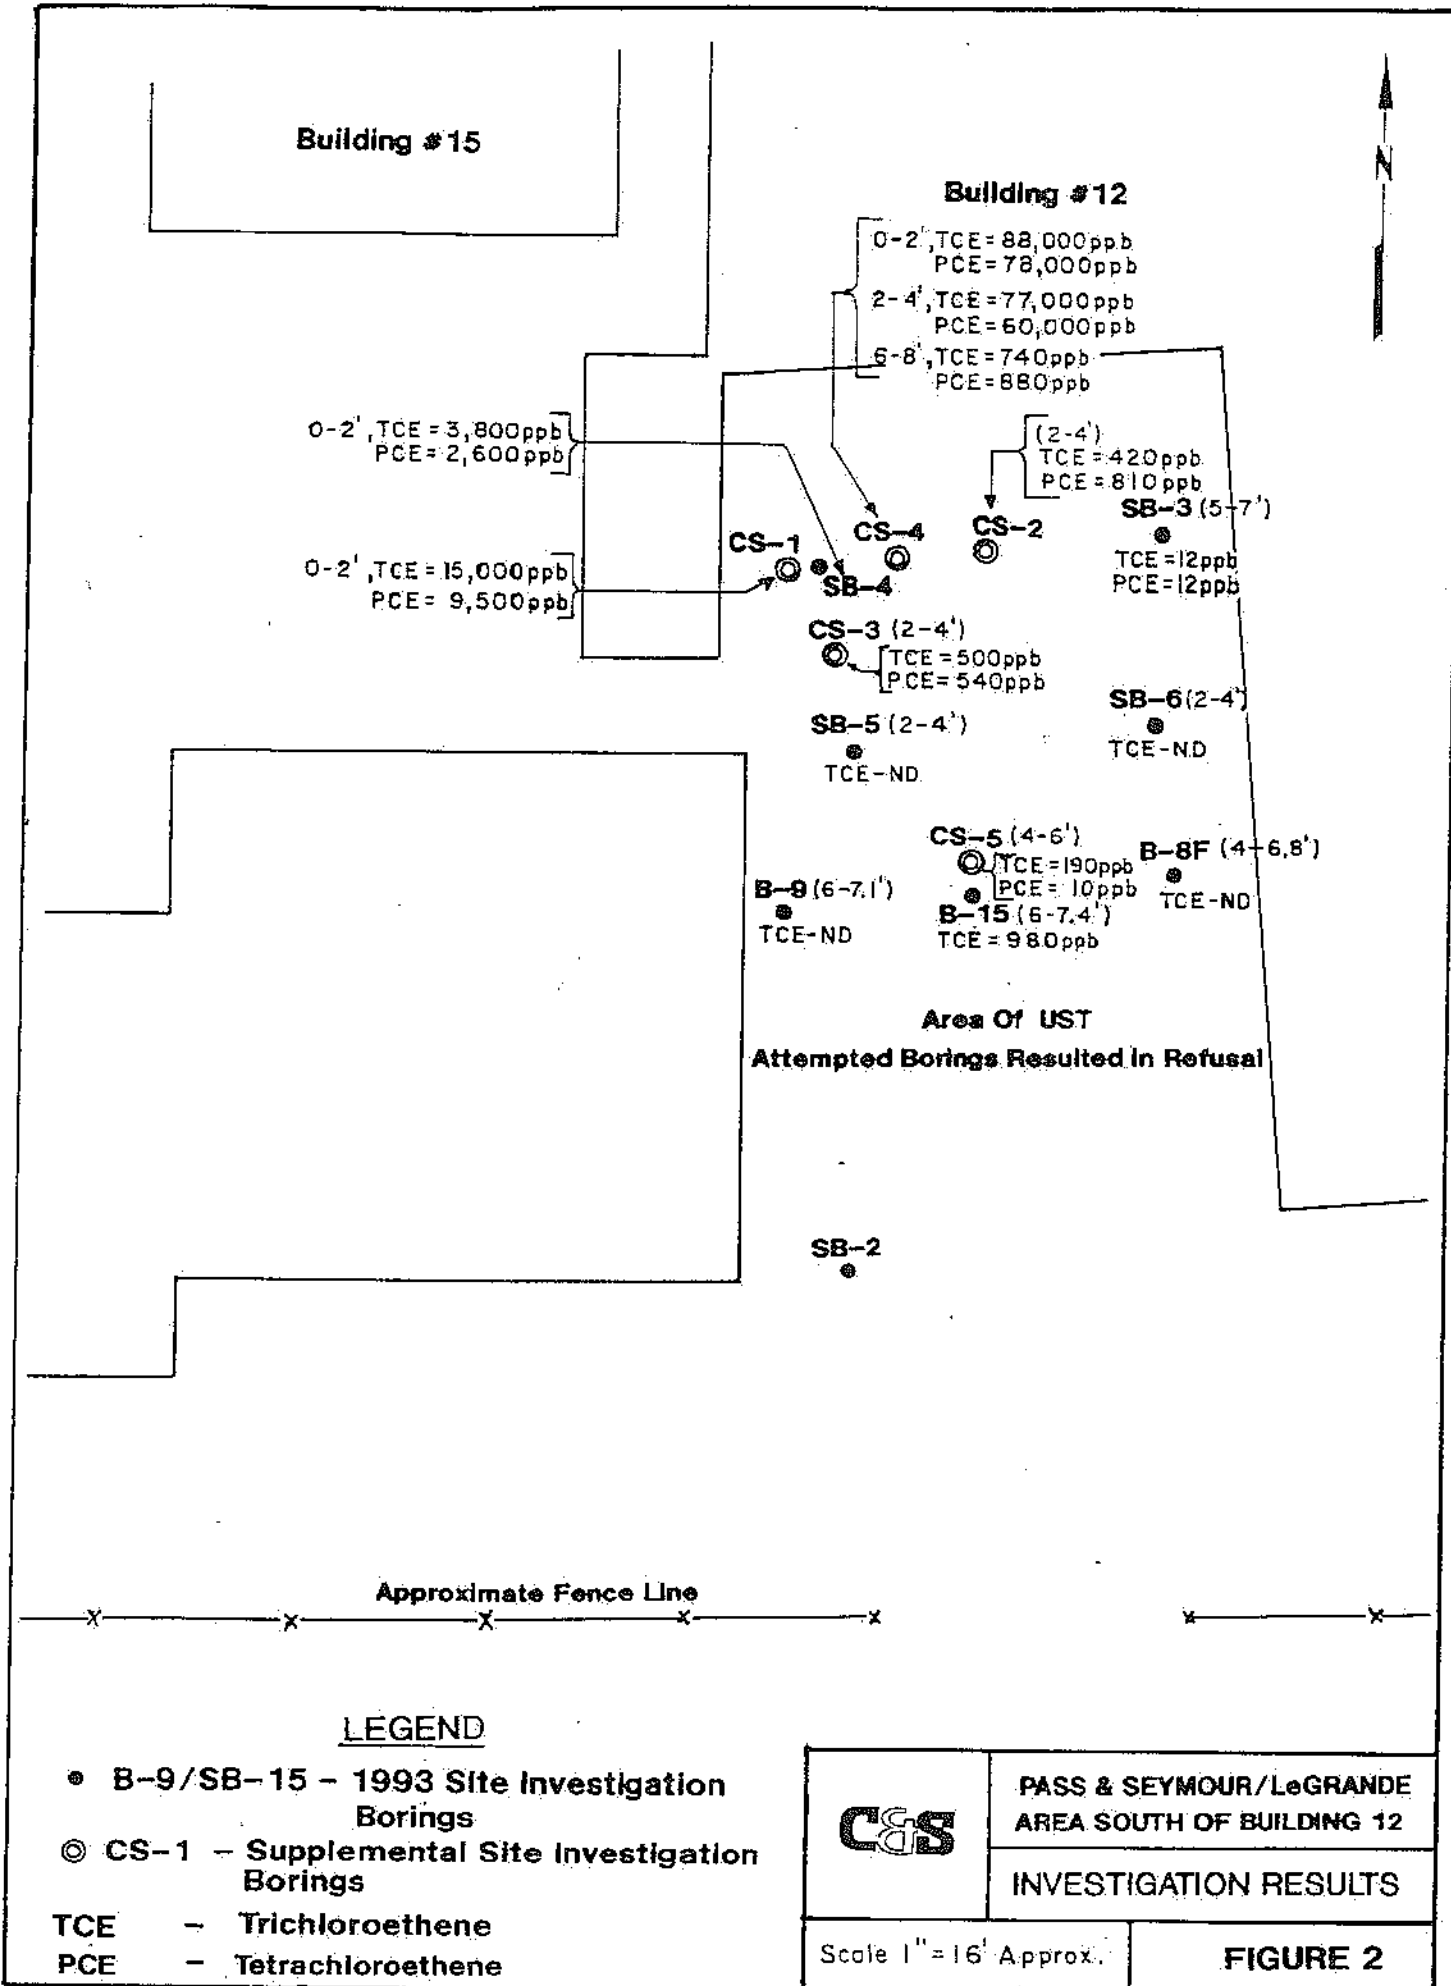 Building #15
N
Building #12
0-2', TCE = 88,000ppb
PCE = 78,000ppb
2-4', TCE = 77,000ppb
PCE = 60,000ppb
6-8', TCE = 740ppb
PCE = 880ppb
0-2', TCE = 3,800ppb
PCE = 2,600ppb
(2-4')
TCE = 420ppb
PCE = 810ppb
SB-3 (5-7')
TCE = 12ppb
PCE = 12ppb
CS-1
CS-4
CS-2
SB-4
0-2', TCE = 15,000ppb
PCE = 9,500ppb
CS-3 (2-4')
TCE = 500ppb
PCE = 540ppb
SB-6 (2-4')
TCE-ND
SB-5 (2-4')
TCE-ND
CS-5 (4-6')
TCE = 190ppb
PCE = 10ppb
B-8F (4-6.8')
TCE-ND
B-9 (6-7.1')
TCE-ND
B-15 (6-7.4')
TCE = 980ppb
Area Of UST
Attempted Borings Resulted in Refusal
SB-2
Approximate Fence Line
LEGEND
B-9/SB-15 - 1993 Site Investigation
Borings
CS-1 - Supplemental Site Investigation
Borings
TCE - Trichloroethene
PCE - Tetrachloroethene
C&S
PASS & SEYMOUR/LeGRANDE
AREA SOUTH OF BUILDING 12
INVESTIGATION RESULTS
Scale 1" = 16' Approx.
FIGURE 2